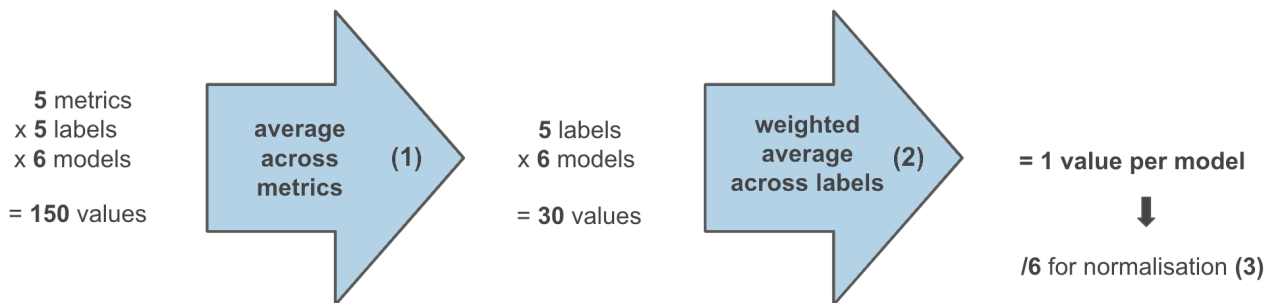 5 metrics
x 5 labels
x 6 models
= 150 values
average
across
metrics
(1)
5 labels
x 6 models
= 30 values
weighted
average
across labels
(2)
= 1 value per model
/6 for normalisation (3)